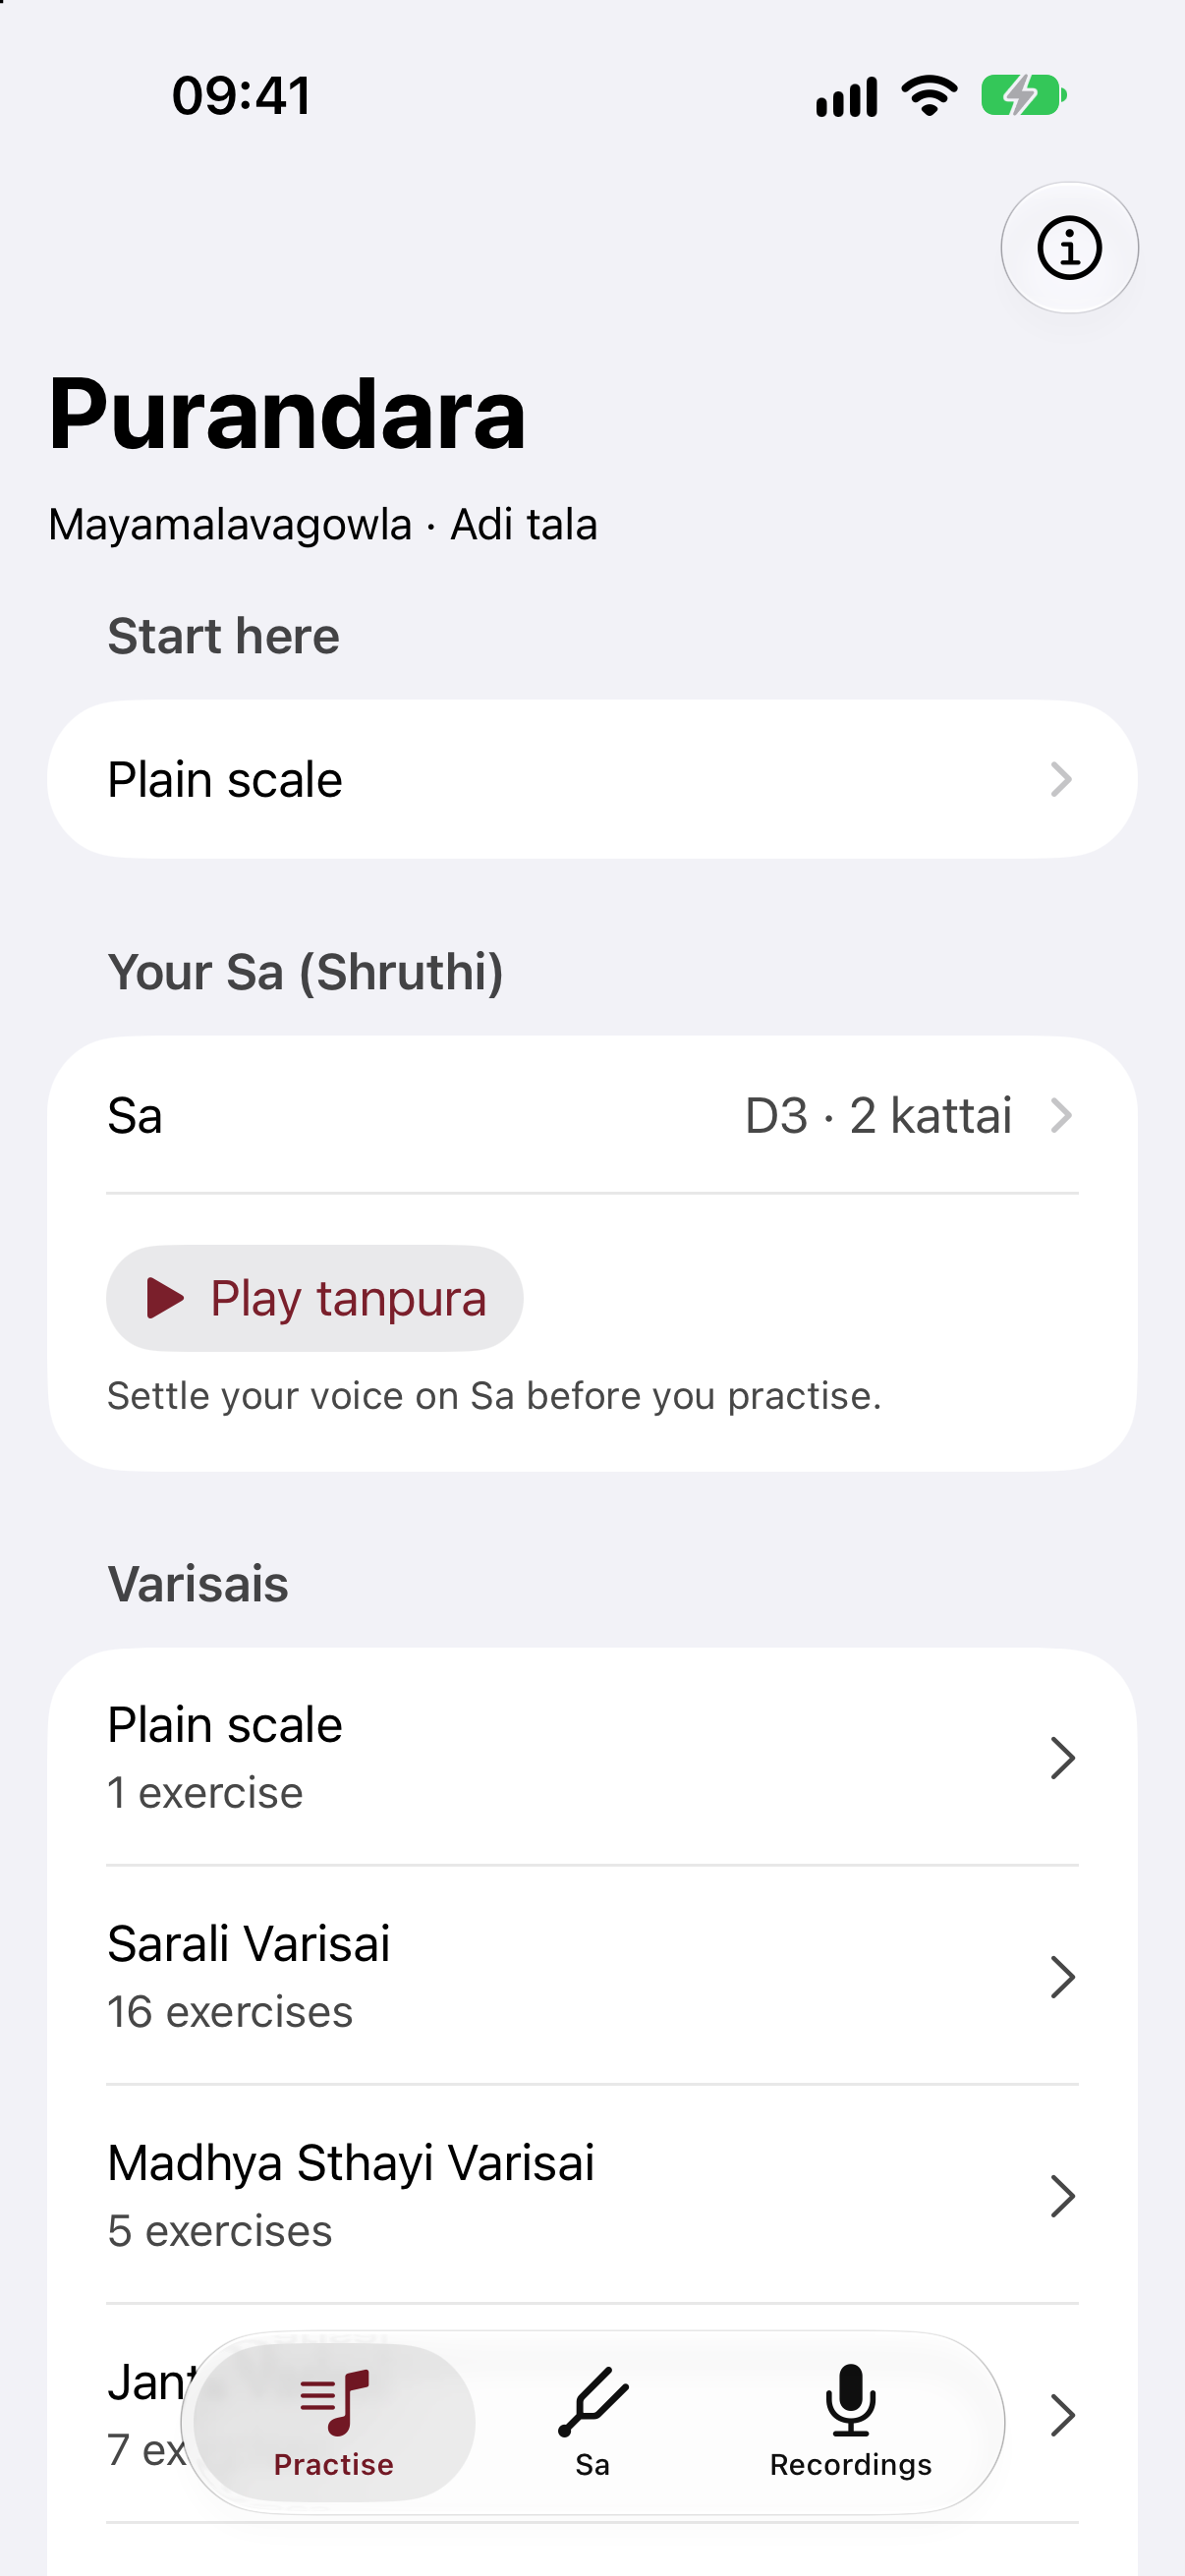 09:41
Purandara
Mayamalavagowla · Adi tala
Start here
Plain scale
Your Sa (Shruthi)
Sa D3 · 2 kattai
Play tanpura
Settle your voice on Sa before you practise.
Varisais
Plain scale
1 exercise
Sarali Varisai
16 exercises
Madhya Sthayi Varisai
5 exercises
7
Practise Sa Recordings